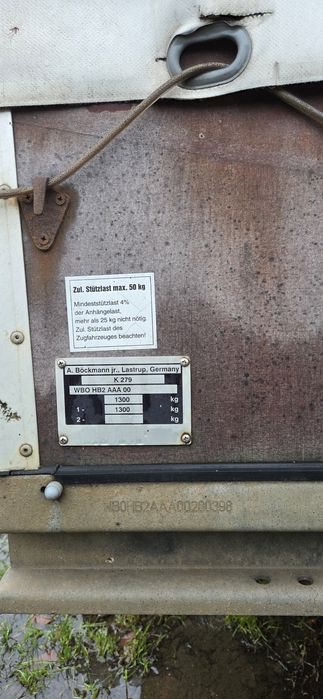 Zul. Stützlast max. 50 kg
Mindeststützlast 4%
der Anhängelast,
mehr als 25 kg nicht nötig.
Zul. Stützlast des
Zugfahrzeuges beachten!
A. Böckmann jr., Lastrup, Germany
K 279
WBO HB2 AAA 00
1300 kg
1 - 1300 kg
2 - kg
WB0HB2AAA00200398